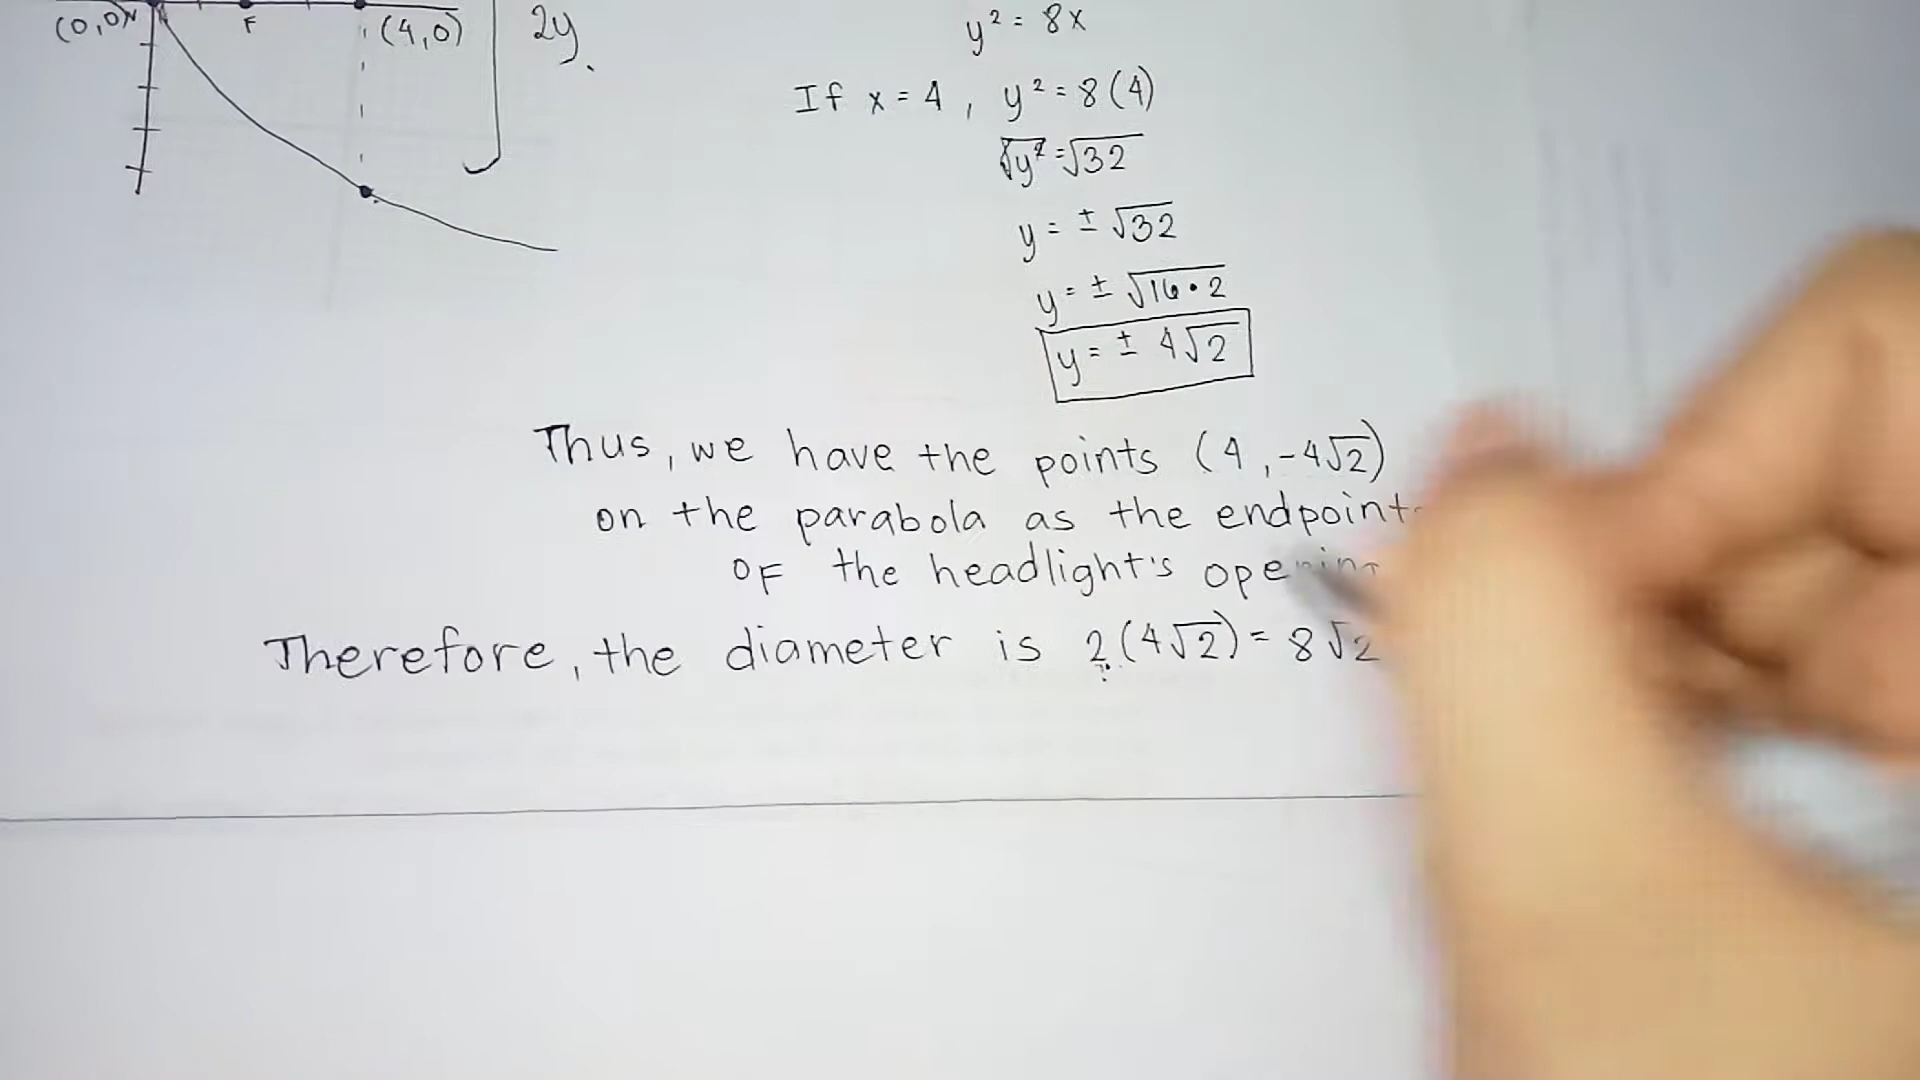 (0,0) V F (4,0) 2y
y² = 8x
If x = 4, y² = 8(4)
√y² = √32
y = ± √32
y = ± √16 • 2
y = ± 4√2
Thus, we have the points (4, -4√2)
on the parabola as the endpoint
of the headlight's
Therefore, the diameter is 2(4√2) = 8√2